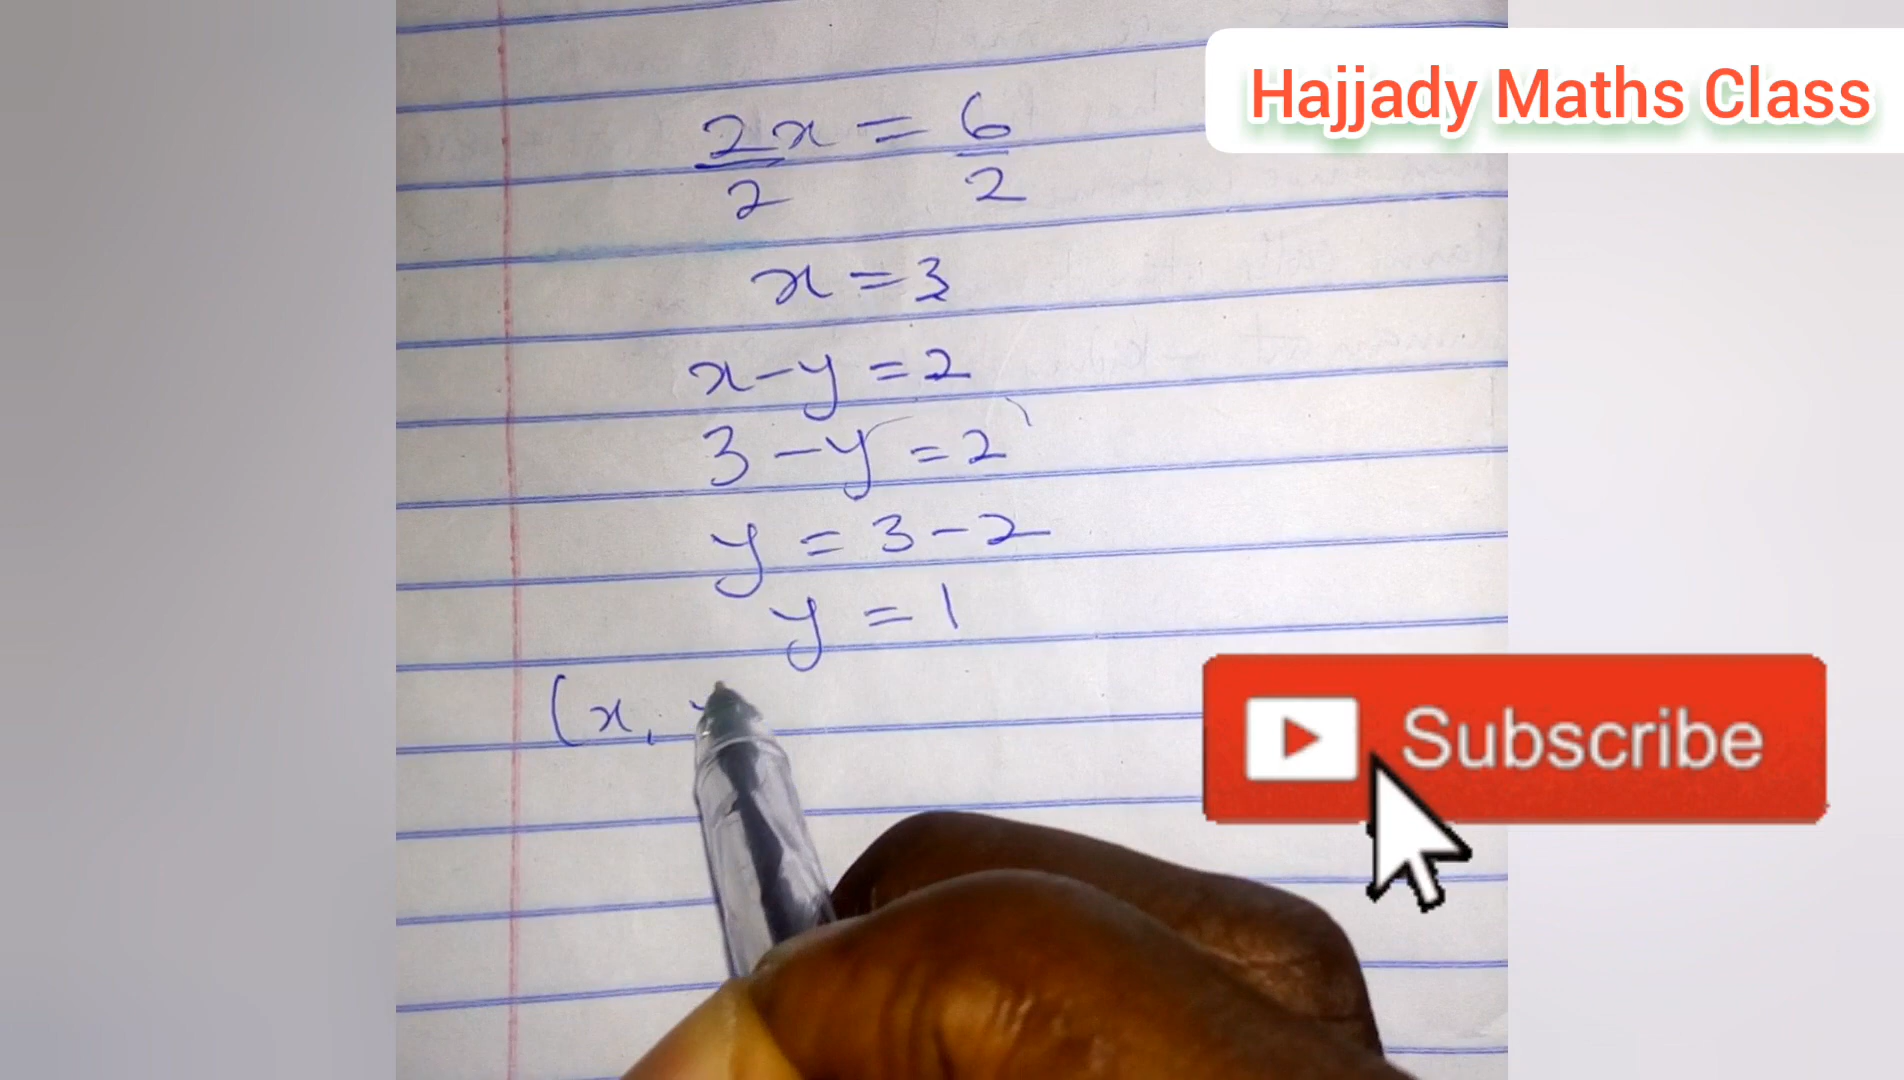 Hajjady Maths Class
2x = 6
2 2
x = 3
x - y = 2
3 - y = 2
y = 3 - 2
y = 1
(x,
Subscribe